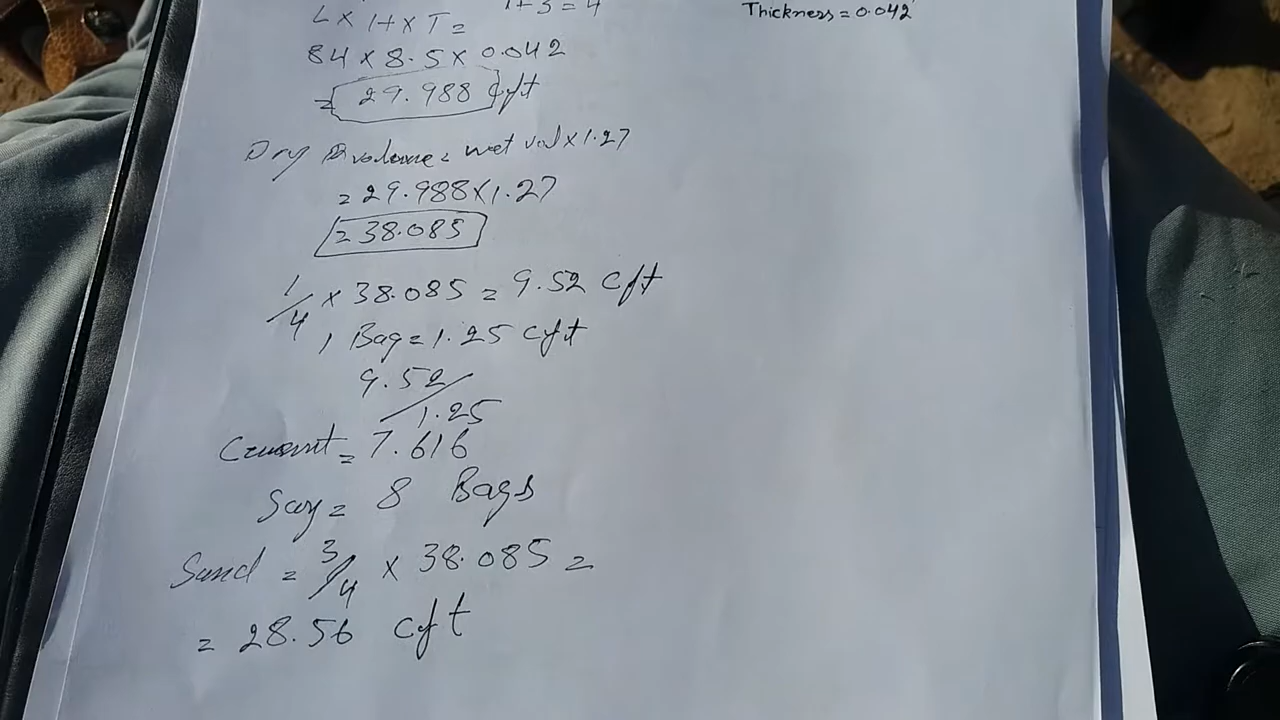 1+3=4
Thickness = 0.042'
L x H x T =
84 x 8.5 x 0.042
= 29.988 cft
Dry volume = wet vol x 1.27
= 29.988 x 1.27
= 38.085
1/4 x 38.085 = 9.52 cft
1 Bag = 1.25 cft
9.52/
1.25
Cement = 7.616
Say = 8 Bags
Sand = 3/4 x 38.085 =
= 28.56 cft